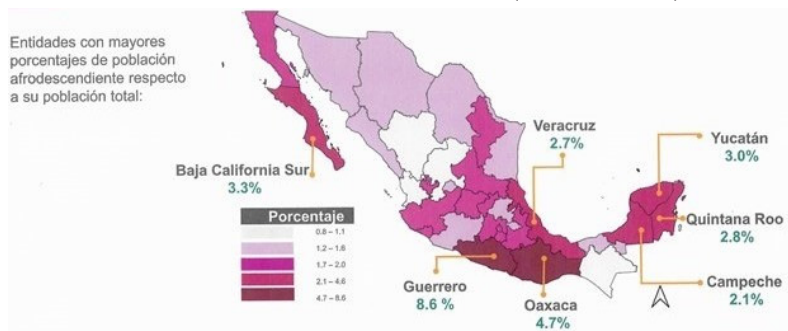 Entidades con mayores
porcentajes de población
afrodescendiente respecto
a su población total:
Veracruz
2.7%
Yucatán
3.0%
Baja California Sur
3.3%
Quintana Roo
2.8%
Porcentaje
0.8 – 1.1
1.2 – 1.6
1.7 – 2.0
2.1 – 4.6
4.7 – 8.6
Guerrero
8.6 %
Oaxaca
4.7%
Campeche
2.1%